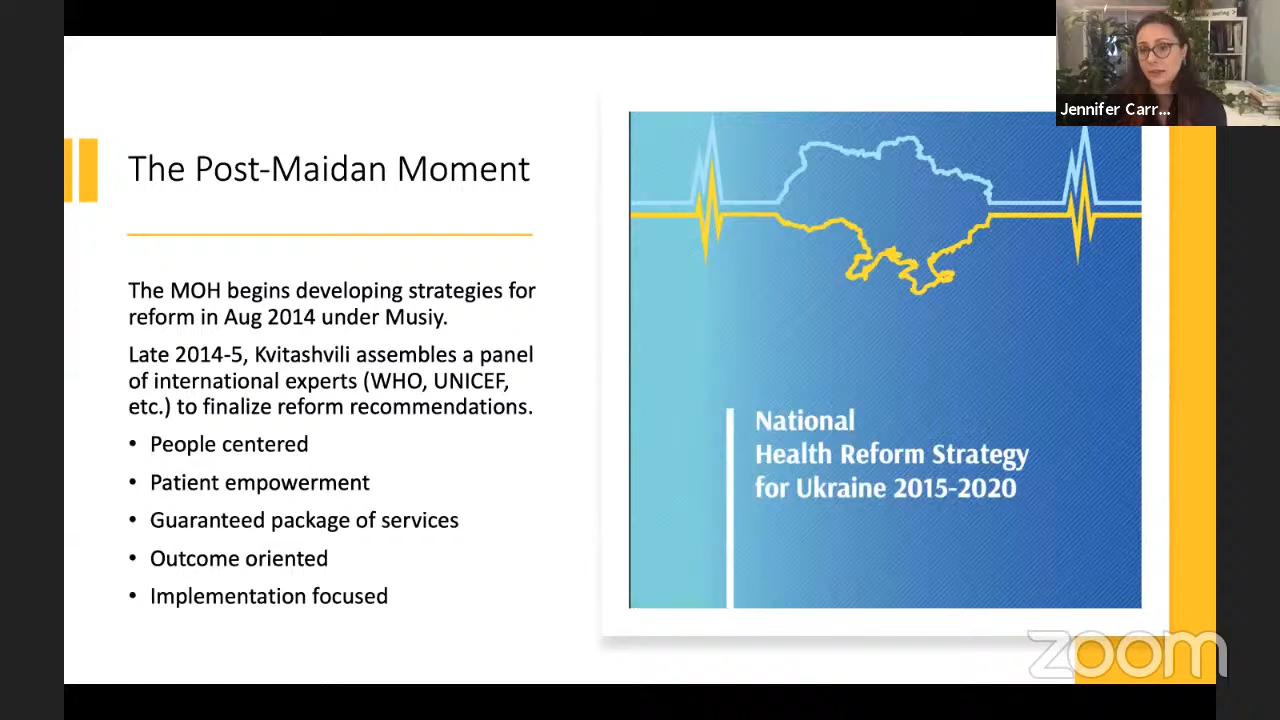 Jennifer Carr...
The Post-Maidan Moment
The MOH begins developing strategies for
reform in Aug 2014 under Musiy.
Late 2014-5, Kvitashvili assembles a panel
of international experts (WHO, UNICEF,
etc.) to finalize reform recommendations.
• People centered
• Patient empowerment
• Guaranteed package of services
• Outcome oriented
• Implementation focused
National
Health Reform Strategy
for Ukraine 2015-2020
zoom